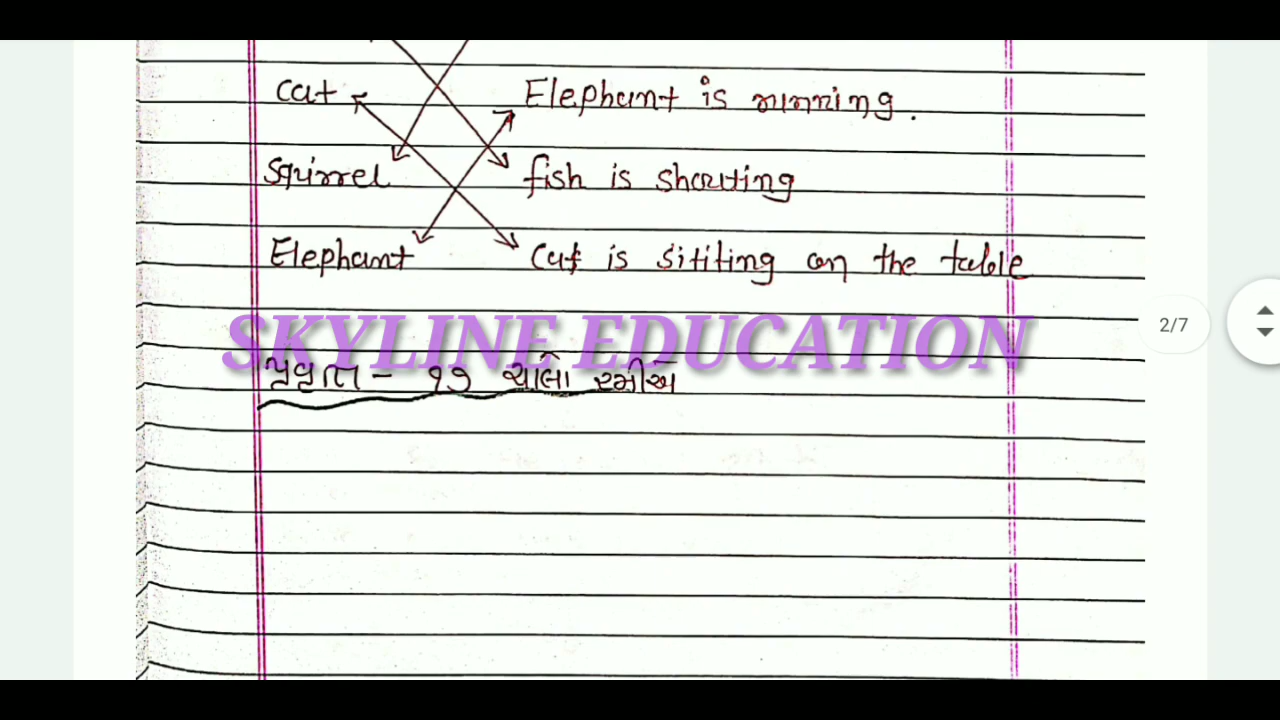 cat Elephant is running.
Squirrel fish is shouting
Elephant Cat is sititing on the table
SKYLINE EDUCATION
પ્રવૃત્તિ - ૧૭ ચાલો રમીએ
2/7